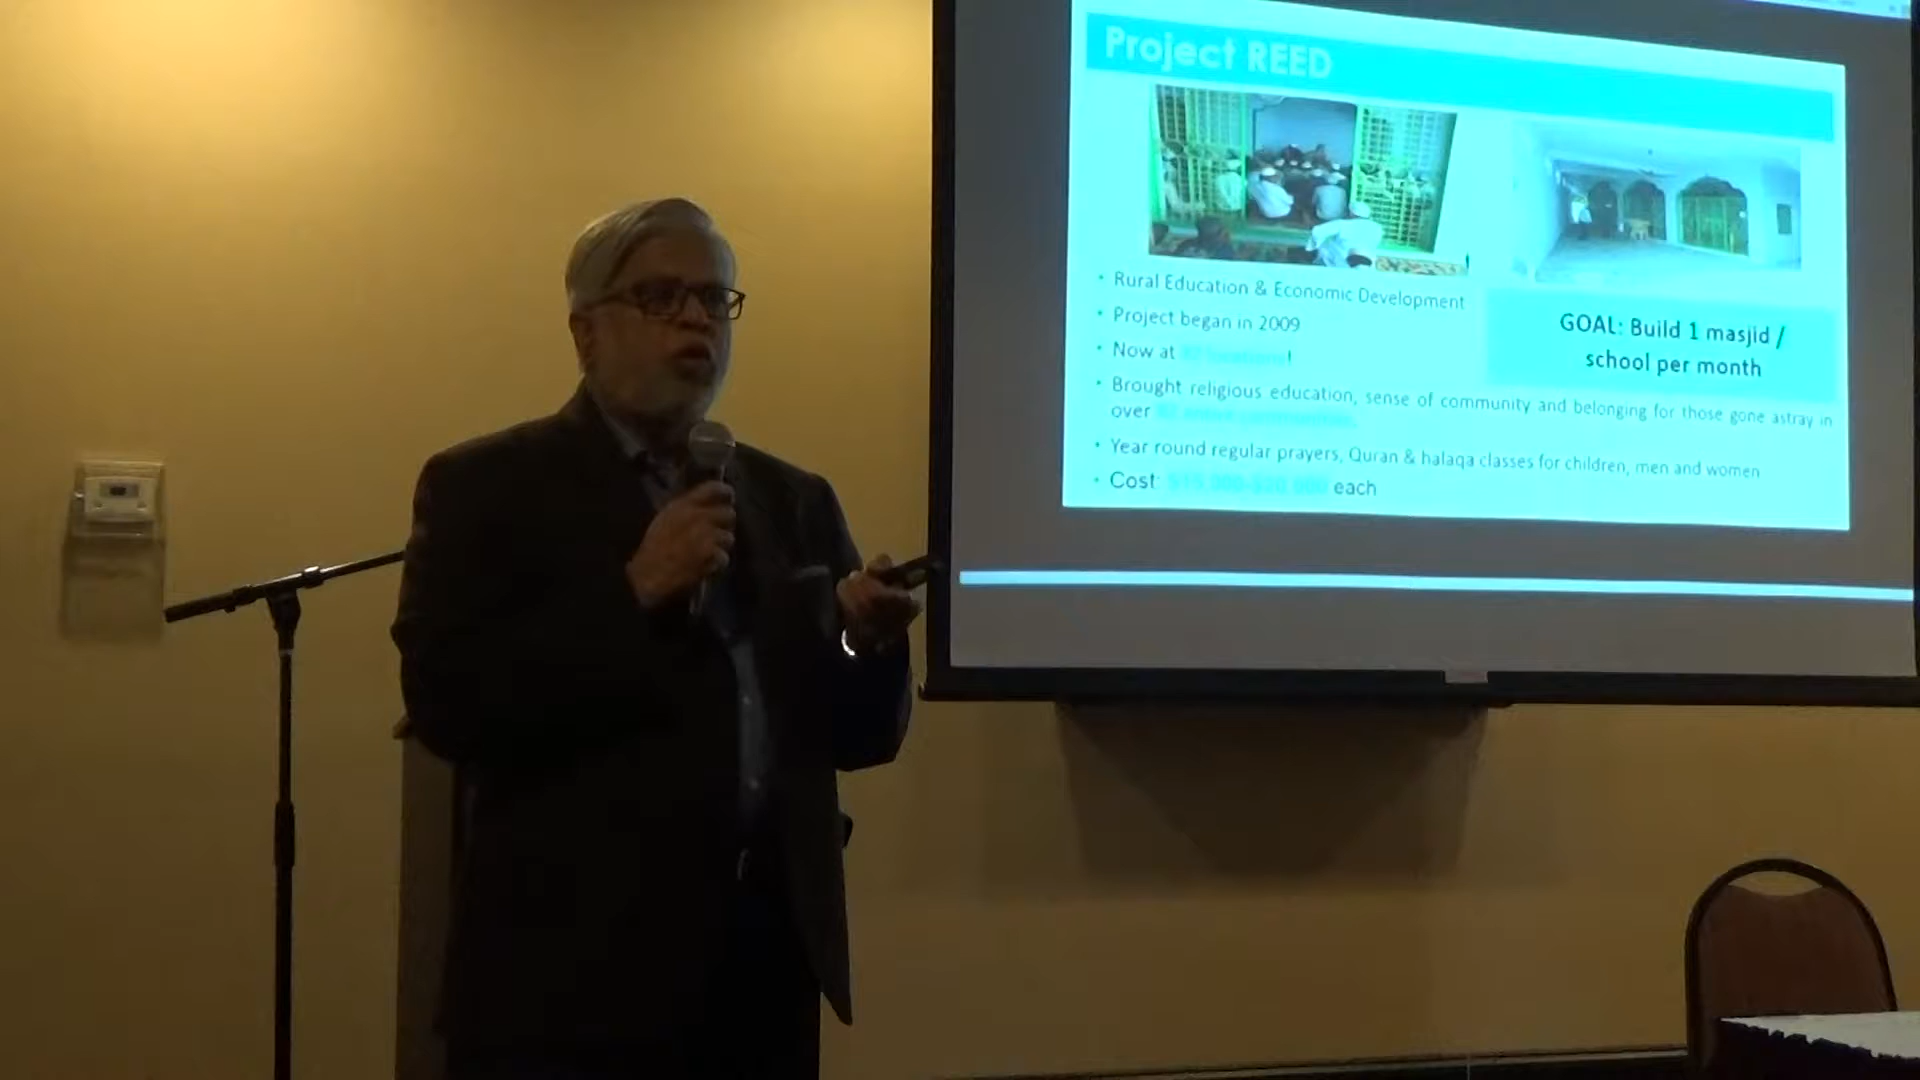 Project REED
• Rural Education & Economic Development
• Project began in 2009
• Now at !
GOAL: Build 1 masjid /
school per month
• Brought religious education, sense of community and belonging for those gone astray in
over
• Year round regular prayers, Quran & halaqa classes for children, men and women
• Cost: each